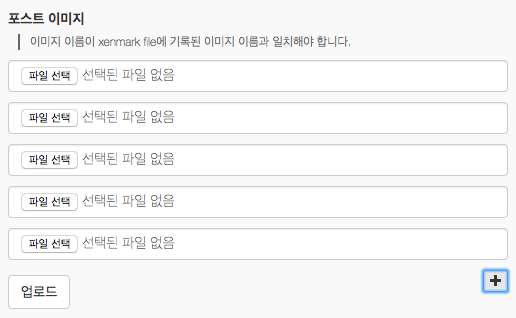 포스트 이미지
이미지 이름이 xenmark file에 기록된 이미지 이름과 일치해야 합니다.
파일 선택 선택된 파일 없음
파일 선택 선택된 파일 없음
파일 선택 선택된 파일 없음
파일 선택 선택된 파일 없음
파일 선택 선택된 파일 없음
+
업로드